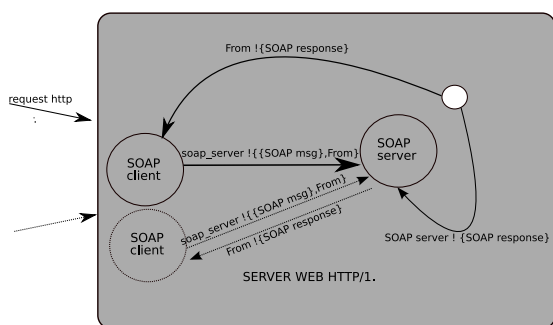 From !{SOAP response}
request http
:
soap_server !{{SOAP msg},From}
SOAP
client
SOAP
server
soap_server !{{SOAP msg},From}
From !{SOAP response}
SOAP
client
SOAP server ! {SOAP response}
SERVER WEB HTTP/1.